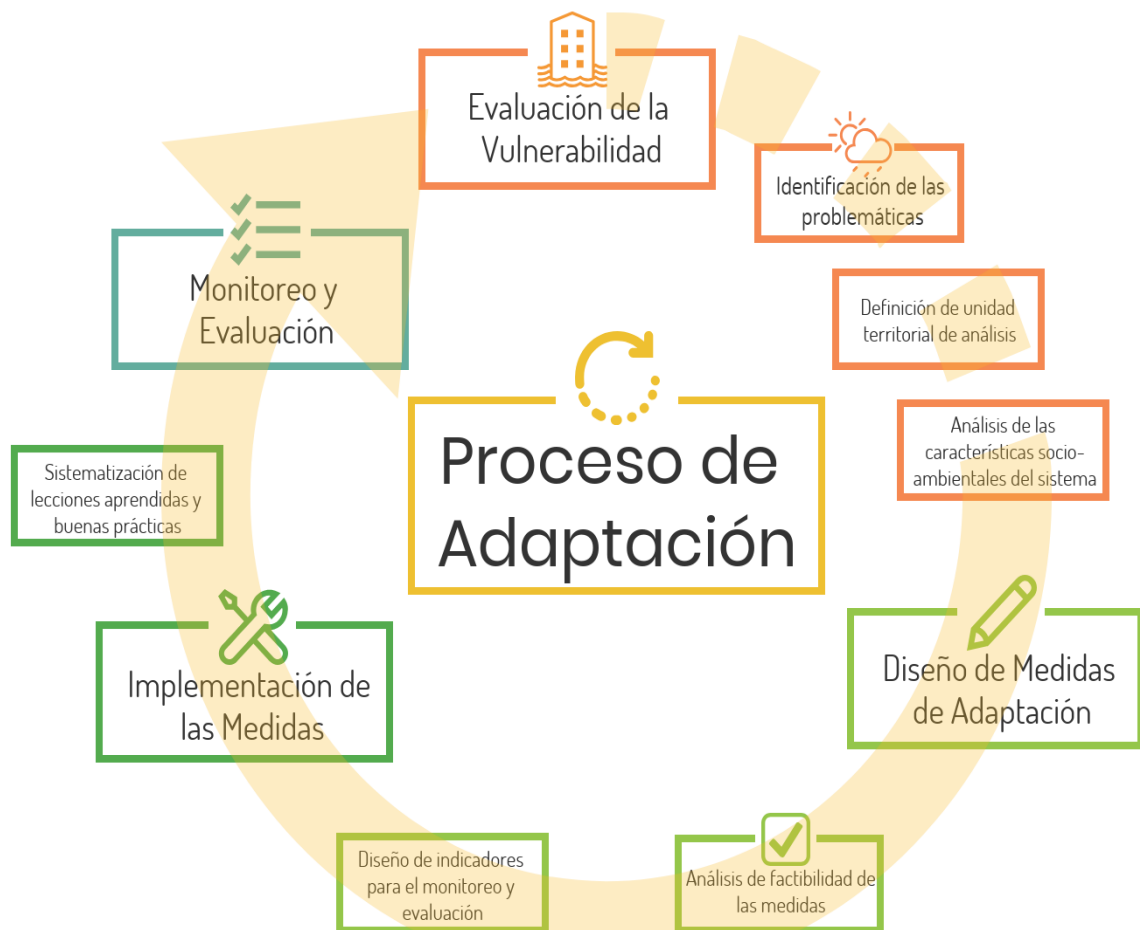 Evaluación de la
Vulnerabilidad
Identificación de las
problemáticas
Definición de unidad
territorial de análisis
Análisis de las
características socio-
ambientales del sistema
Diseño de Medidas
de Adaptación
Análisis de factibilidad de
las medidas
Diseño de indicadores
para el monitoreo y
evaluación
Implementación de
las Medidas
Sistematización de
lecciones aprendidas y
buenas prácticas
Monitoreo y
Evaluación
Proceso de
Adaptación